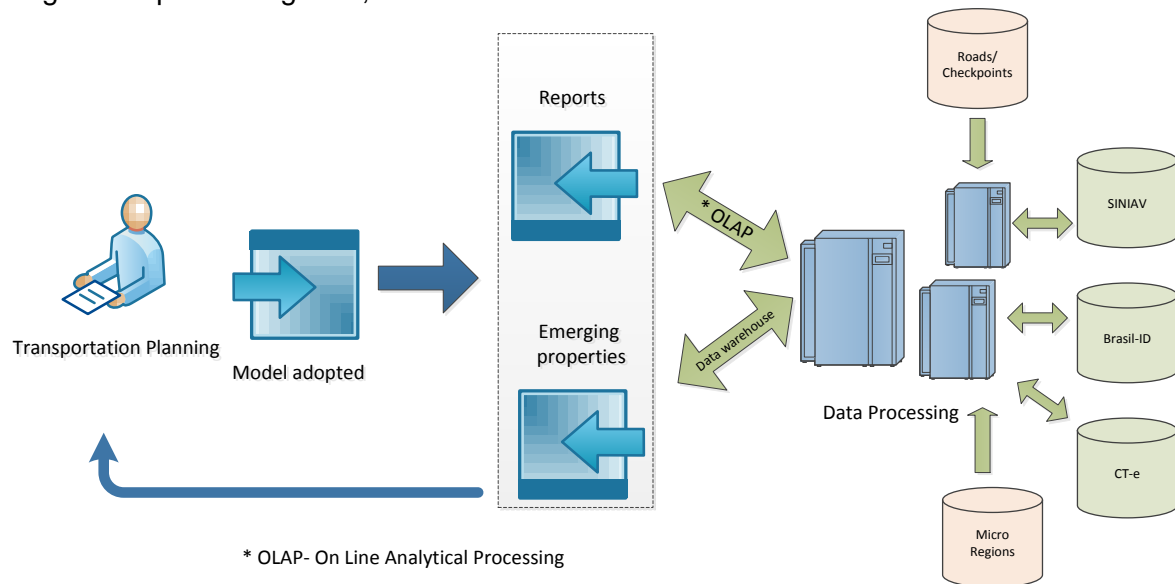 Roads/
Checkpoints
Reports
SINIAV
* OLAP
Transportation Planning
Model adopted
Emerging
properties
Data warehouse
Brasil-ID
Data Processing
CT-e
Micro
Regions
* OLAP- On Line Analytical Processing